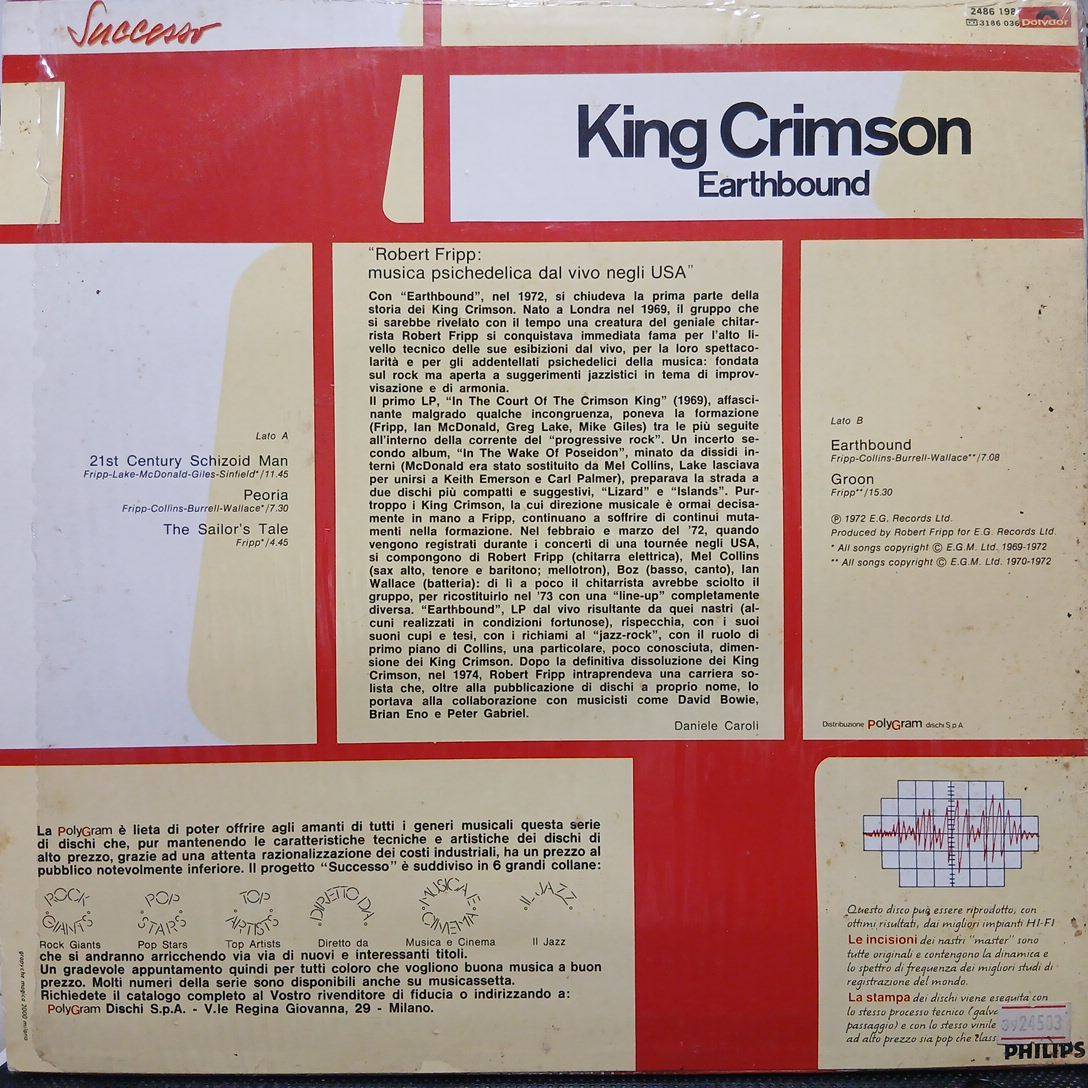 Successo
2486 198
3186 036
polydor
King Crimson
Earthbound
"Robert Fripp:
musica psichedelica dal vivo negli USA"
Con "Earthbound", nel 1972, si chiudeva la prima parte della
storia dei King Crimson. Nato a Londra nel 1969, il gruppo che
si sarebbe rivelato con il tempo una creatura del geniale chitar-
rista Robert Fripp si conquistava immediata fama per l'alto li-
vello tecnico delle sue esibizioni dal vivo, per la loro spettaco-
larità e per gli addentellati psichedelici della musica: fondata
sul rock ma aperta a suggerimenti jazzistici in tema di improv-
visazione e di armonia.
Il primo LP, "In The Court Of The Crimson King" (1969), affasci-
nante malgrado qualche incongruenza, poneva la formazione
(Fripp, Ian McDonald, Greg Lake, Mike Giles) tra le più seguite
all'interno della corrente del "progressive rock". Un incerto se-
condo album, "In The Wake Of Poseidon", minato da dissidi in-
terni (McDonald era stato sostituito da Mel Collins, Lake lasciava
per unirsi a Keith Emerson e Carl Palmer), preparava la strada a
due dischi più compatti e suggestivi, "Lizard" e "Islands". Pur-
troppo i King Crimson, la cui direzione musicale è ormai decisa-
mente in mano a Fripp, continuano a soffrire di continui muta-
menti nella formazione. Nel febbraio e marzo del '72, quando
vengono registrati durante i concerti di una tournée negli USA,
si compongono di Robert Fripp (chitarra elettrica), Mel Collins
(sax alto, tenore e baritono; mellotron), Boz (basso, canto), Ian
Wallace (batteria): di lì a poco il chitarrista avrebbe sciolto il
gruppo, per ricostituirlo nel '73 con una "line-up" completamente
diversa. "Earthbound", LP dal vivo risultante da quei nastri (al-
cuni realizzati in condizioni fortunose), rispecchia, con i suoi
suoni cupi e tesi, con i richiami al "jazz-rock", con il ruolo di
primo piano di Collins, una particolare, poco conosciuta, dimen-
sione dei King Crimson. Dopo la definitiva dissoluzione dei King
Crimson, nel 1974, Robert Fripp intraprendeva una carriera so-
lista che, oltre alla pubblicazione di dischi a proprio nome, lo
portava alla collaborazione con musicisti come David Bowie,
Brian Eno e Peter Gabriel.
Daniele Caroli
Lato A
21st Century Schizoid Man
Fripp-Lake-McDonald-Giles-Sinfield*/11.45
Peoria
Fripp-Collins-Burrell-Wallace*/7.30
The Sailor's Tale
Fripp*/4.45
Lato B
Earthbound
Fripp-Collins-Burrell-Wallace**/7.08
Groon
Fripp**/15.30
Ⓟ 1972 E.G. Records Ltd.
Produced by Robert Fripp for E.G. Records Ltd.
* All songs copyright © E.G.M. Ltd. 1969-1972
** All songs copyright © E.G.M. Ltd. 1970-1972
Distribuzione PolyGram dischi S.p.A.
La PolyGram è lieta di poter offrire agli amanti di tutti i generi musicali questa serie
di dischi che, pur mantenendo le caratteristiche tecniche e artistiche dei dischi di
alto prezzo, grazie ad una attenta razionalizzazione dei costi industriali, ha un prezzo al
pubblico notevolmente inferiore. Il progetto "Successo" è suddiviso in 6 grandi collane:
ROCK GIANTS POP STARS TOP ARTISTS DIRETTO DA MUSICA E CINEMA IL JAZZ
Rock Giants Pop Stars Top Artists Diretto da Musica e Cinema Il Jazz
che si andranno arricchendo via via di nuovi e interessanti titoli.
Un gradevole appuntamento quindi per tutti coloro che vogliono buona musica a buon
prezzo. Molti numeri della serie sono disponibili anche su musicassetta.
Richiedete il catalogo completo al Vostro rivenditore di fiducia o indirizzando a:
PolyGram Dischi S.p.A. - V.le Regina Giovanna, 29 - Milano.
Questo disco può essere riprodotto, con
ottimi risultati, dai migliori impianti HI-FI
Le incisioni dei nastri "master" sono
tutte originali e contengono la dinamica e
lo spettro di frequenza dei migliori studi di
registrazione del mondo.
La stampa dei dischi viene eseguita con
lo stesso processo tecnico (galva
passaggio) e con lo stesso vinile
ad alto prezzo sia pop che class
3924503
PHILIPS